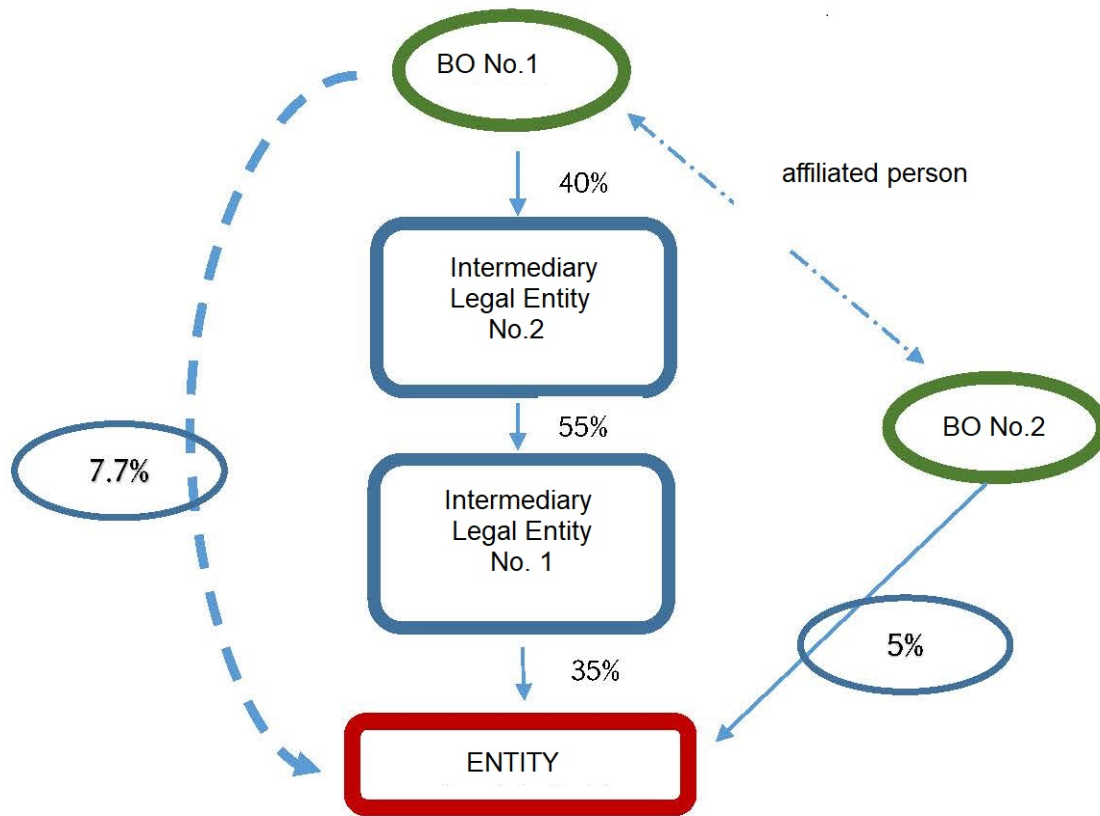 BO No.1
40%
affiliated person
Intermediary
Legal Entity
No.2
55%
BO No.2
7.7%
Intermediary
Legal Entity
No. 1
5%
35%
ENTITY